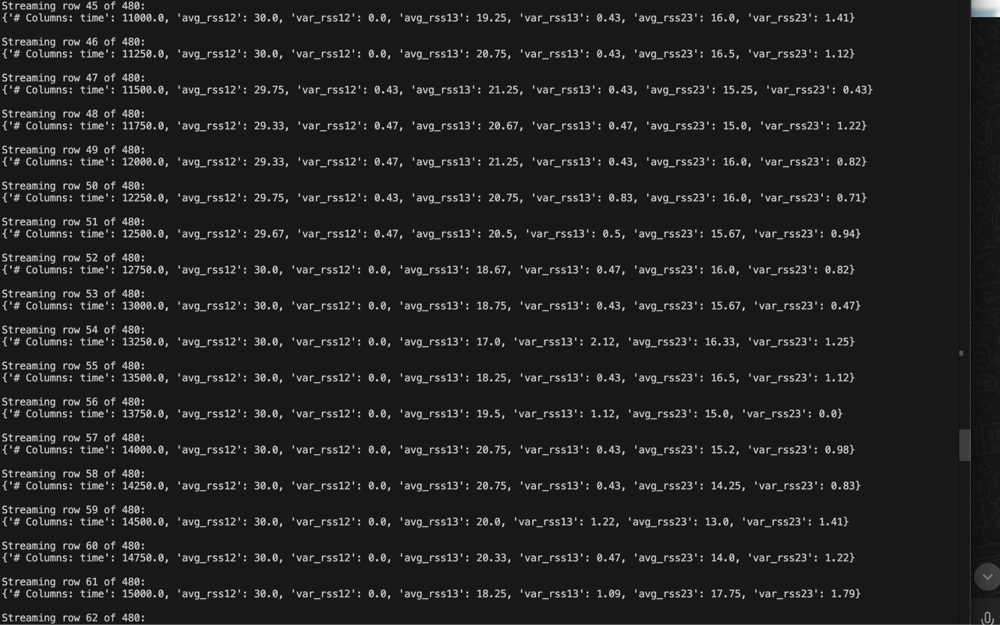 Streaming row 45 of 480:
{'# Columns: time': 11000.0, 'avg_rss12': 30.0, 'var_rss12': 0.0, 'avg_rss13': 19.25, 'var_rss13': 0.43, 'avg_rss23': 16.0, 'var_rss23': 1.41}
Streaming row 46 of 480:
{'# Columns: time': 11250.0, 'avg_rss12': 30.0, 'var_rss12': 0.0, 'avg_rss13': 20.75, 'var_rss13': 0.43, 'avg_rss23': 16.5, 'var_rss23': 1.12}
Streaming row 47 of 480:
{'# Columns: time': 11500.0, 'avg_rss12': 29.75, 'var_rss12': 0.43, 'avg_rss13': 21.25, 'var_rss13': 0.43, 'avg_rss23': 15.25, 'var_rss23': 0.43}
Streaming row 48 of 480:
{'# Columns: time': 11750.0, 'avg_rss12': 29.33, 'var_rss12': 0.47, 'avg_rss13': 20.67, 'var_rss13': 0.47, 'avg_rss23': 15.0, 'var_rss23': 1.22}
Streaming row 49 of 480:
{'# Columns: time': 12000.0, 'avg_rss12': 29.33, 'var_rss12': 0.47, 'avg_rss13': 21.25, 'var_rss13': 0.43, 'avg_rss23': 16.0, 'var_rss23': 0.82}
Streaming row 50 of 480:
{'# Columns: time': 12250.0, 'avg_rss12': 29.75, 'var_rss12': 0.43, 'avg_rss13': 20.75, 'var_rss13': 0.83, 'avg_rss23': 16.0, 'var_rss23': 0.71}
Streaming row 51 of 480:
{'# Columns: time': 12500.0, 'avg_rss12': 29.67, 'var_rss12': 0.47, 'avg_rss13': 20.5, 'var_rss13': 0.5, 'avg_rss23': 15.67, 'var_rss23': 0.94}
Streaming row 52 of 480:
{'# Columns: time': 12750.0, 'avg_rss12': 30.0, 'var_rss12': 0.0, 'avg_rss13': 18.67, 'var_rss13': 0.47, 'avg_rss23': 16.0, 'var_rss23': 0.82}
Streaming row 53 of 480:
{'# Columns: time': 13000.0, 'avg_rss12': 30.0, 'var_rss12': 0.0, 'avg_rss13': 18.75, 'var_rss13': 0.43, 'avg_rss23': 15.67, 'var_rss23': 0.47}
Streaming row 54 of 480:
{'# Columns: time': 13250.0, 'avg_rss12': 30.0, 'var_rss12': 0.0, 'avg_rss13': 17.0, 'var_rss13': 2.12, 'avg_rss23': 16.33, 'var_rss23': 1.25}
Streaming row 55 of 480:
{'# Columns: time': 13500.0, 'avg_rss12': 30.0, 'var_rss12': 0.0, 'avg_rss13': 18.25, 'var_rss13': 0.43, 'avg_rss23': 16.5, 'var_rss23': 1.12}
Streaming row 56 of 480:
{'# Columns: time': 13750.0, 'avg_rss12': 30.0, 'var_rss12': 0.0, 'avg_rss13': 19.5, 'var_rss13': 1.12, 'avg_rss23': 15.0, 'var_rss23': 0.0}
Streaming row 57 of 480:
{'# Columns: time': 14000.0, 'avg_rss12': 30.0, 'var_rss12': 0.0, 'avg_rss13': 20.75, 'var_rss13': 0.43, 'avg_rss23': 15.2, 'var_rss23': 0.98}
Streaming row 58 of 480:
{'# Columns: time': 14250.0, 'avg_rss12': 30.0, 'var_rss12': 0.0, 'avg_rss13': 20.75, 'var_rss13': 0.43, 'avg_rss23': 14.25, 'var_rss23': 0.83}
Streaming row 59 of 480:
{'# Columns: time': 14500.0, 'avg_rss12': 30.0, 'var_rss12': 0.0, 'avg_rss13': 20.0, 'var_rss13': 1.22, 'avg_rss23': 13.0, 'var_rss23': 1.41}
Streaming row 60 of 480:
{'# Columns: time': 14750.0, 'avg_rss12': 30.0, 'var_rss12': 0.0, 'avg_rss13': 20.33, 'var_rss13': 0.47, 'avg_rss23': 14.0, 'var_rss23': 1.22}
Streaming row 61 of 480:
{'# Columns: time': 15000.0, 'avg_rss12': 30.0, 'var_rss12': 0.0, 'avg_rss13': 18.25, 'var_rss13': 1.09, 'avg_rss23': 17.75, 'var_rss23': 1.79}
Streaming row 62 of 480: